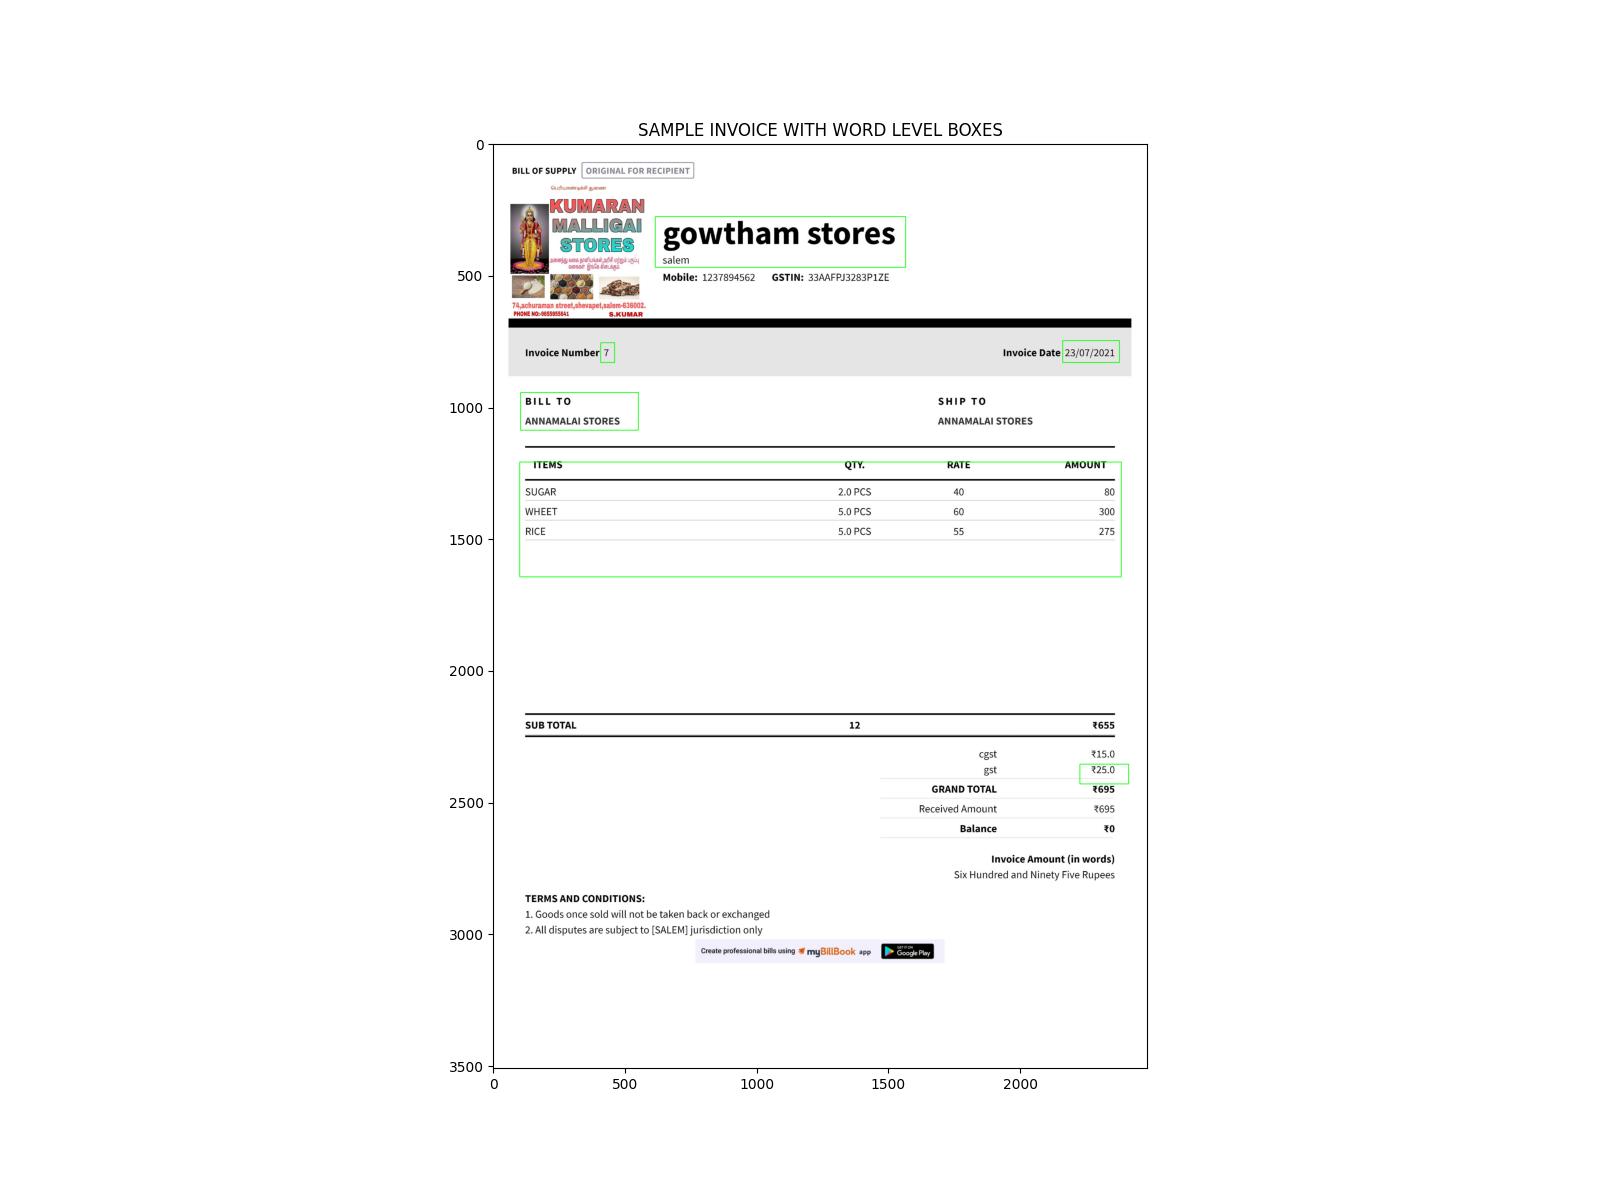 SAMPLE INVOICE WITH WORD LEVEL BOXES
0
500
1000
1500
2000
2500
3000
3500
0 500 1000 1500 2000
BILL OF SUPPLY ORIGINAL FOR RECIPIENT
KUMARAN
MALLIGAI
STORES
74,achuraman street,shevapet,salem-636002.
PHONE NO:-9655955641 S.KUMAR
gowtham stores
salem
Mobile: 1237894562 GSTIN: 33AAFPJ3283P1ZE
Invoice Number 7 Invoice Date 23/07/2021
BILL TO SHIP TO
ANNAMALAI STORES ANNAMALAI STORES
ITEMS QTY. RATE AMOUNT
SUGAR 2.0 PCS 40 80
WHEET 5.0 PCS 60 300
RICE 5.0 PCS 55 275
SUB TOTAL 12 ₹655
cgst ₹15.0
gst ₹25.0
GRAND TOTAL ₹695
Received Amount ₹695
Balance ₹0
Invoice Amount (in words)
Six Hundred and Ninety Five Rupees
TERMS AND CONDITIONS:
1. Goods once sold will not be taken back or exchanged
2. All disputes are subject to [SALEM] jurisdiction only
Create professional bills using myBillBook app GET IT ON Google Play